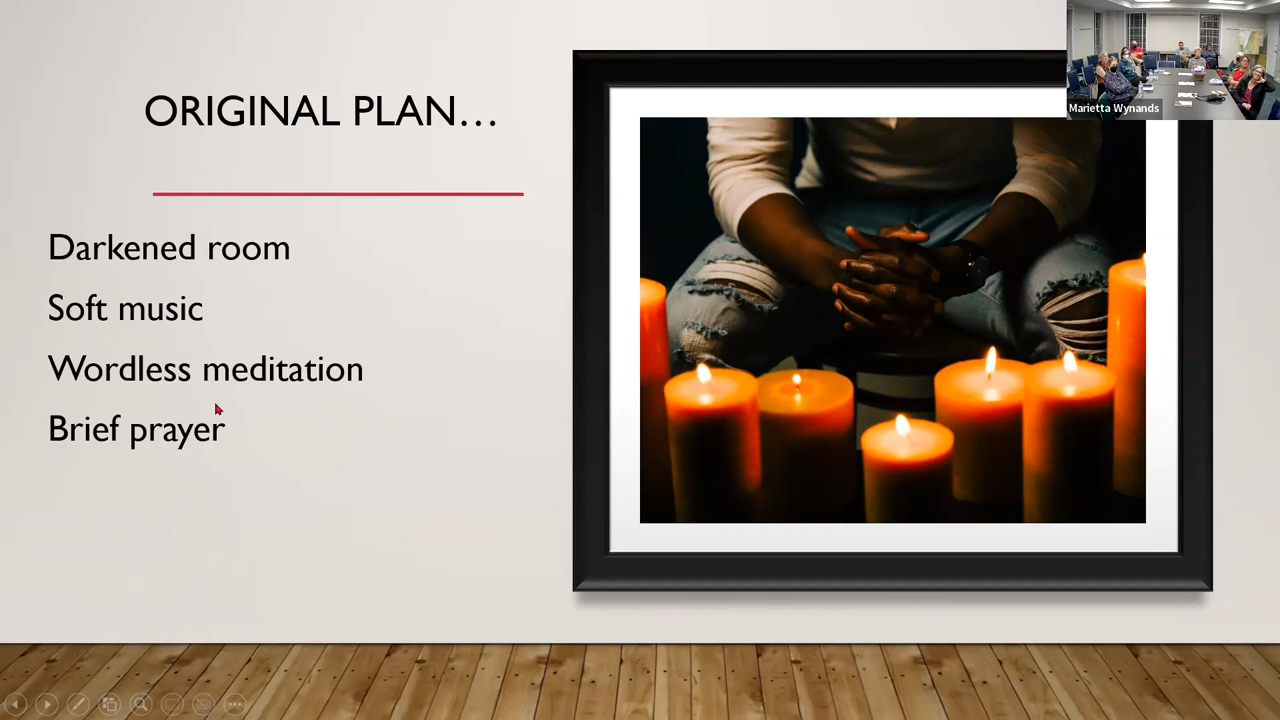 ORIGINAL PLAN…
Darkened room
Soft music
Wordless meditation
Brief prayer
Marietta Wynands